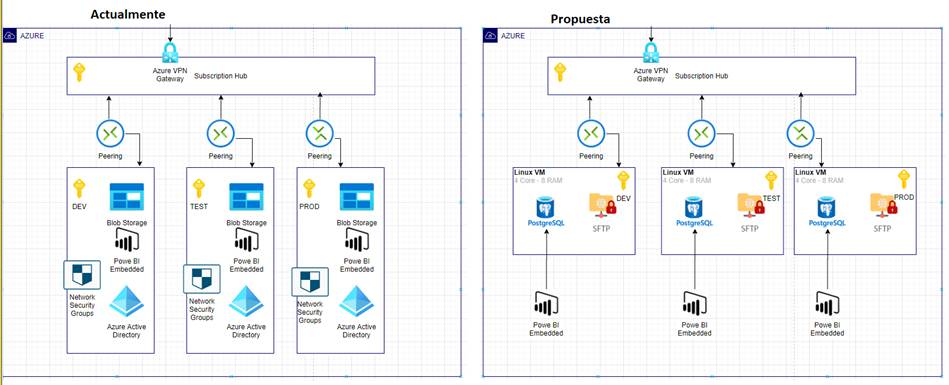 Actualmente
AZURE
Azure VPN
Gateway
Subscription Hub
Peering
Peering
Peering
DEV
Blob Storage
Powe BI
Embedded
Network
Security
Groups
Azure Active
Directory
TEST
Blob Storage
Powe BI
Embedded
Network
Security
Groups
Azure Active
Directory
PROD
Blob Storage
Powe BI
Embedded
Network
Security
Groups
Azure Active
Directory
Propuesta
AZURE
Azure VPN
Gateway
Subscription Hub
Peering
Peering
Peering
Linux VM
4 Core - 8 RAM
DEV
PostgreSQL
SFTP
Powe BI
Embedded
Linux VM
4 Core - 8 RAM
TEST
PostgreSQL
SFTP
Powe BI
Embedded
Linux VM
4 Core - 8 RAM
PROD
PostgreSQL
SFTP
Powe BI
Embedded